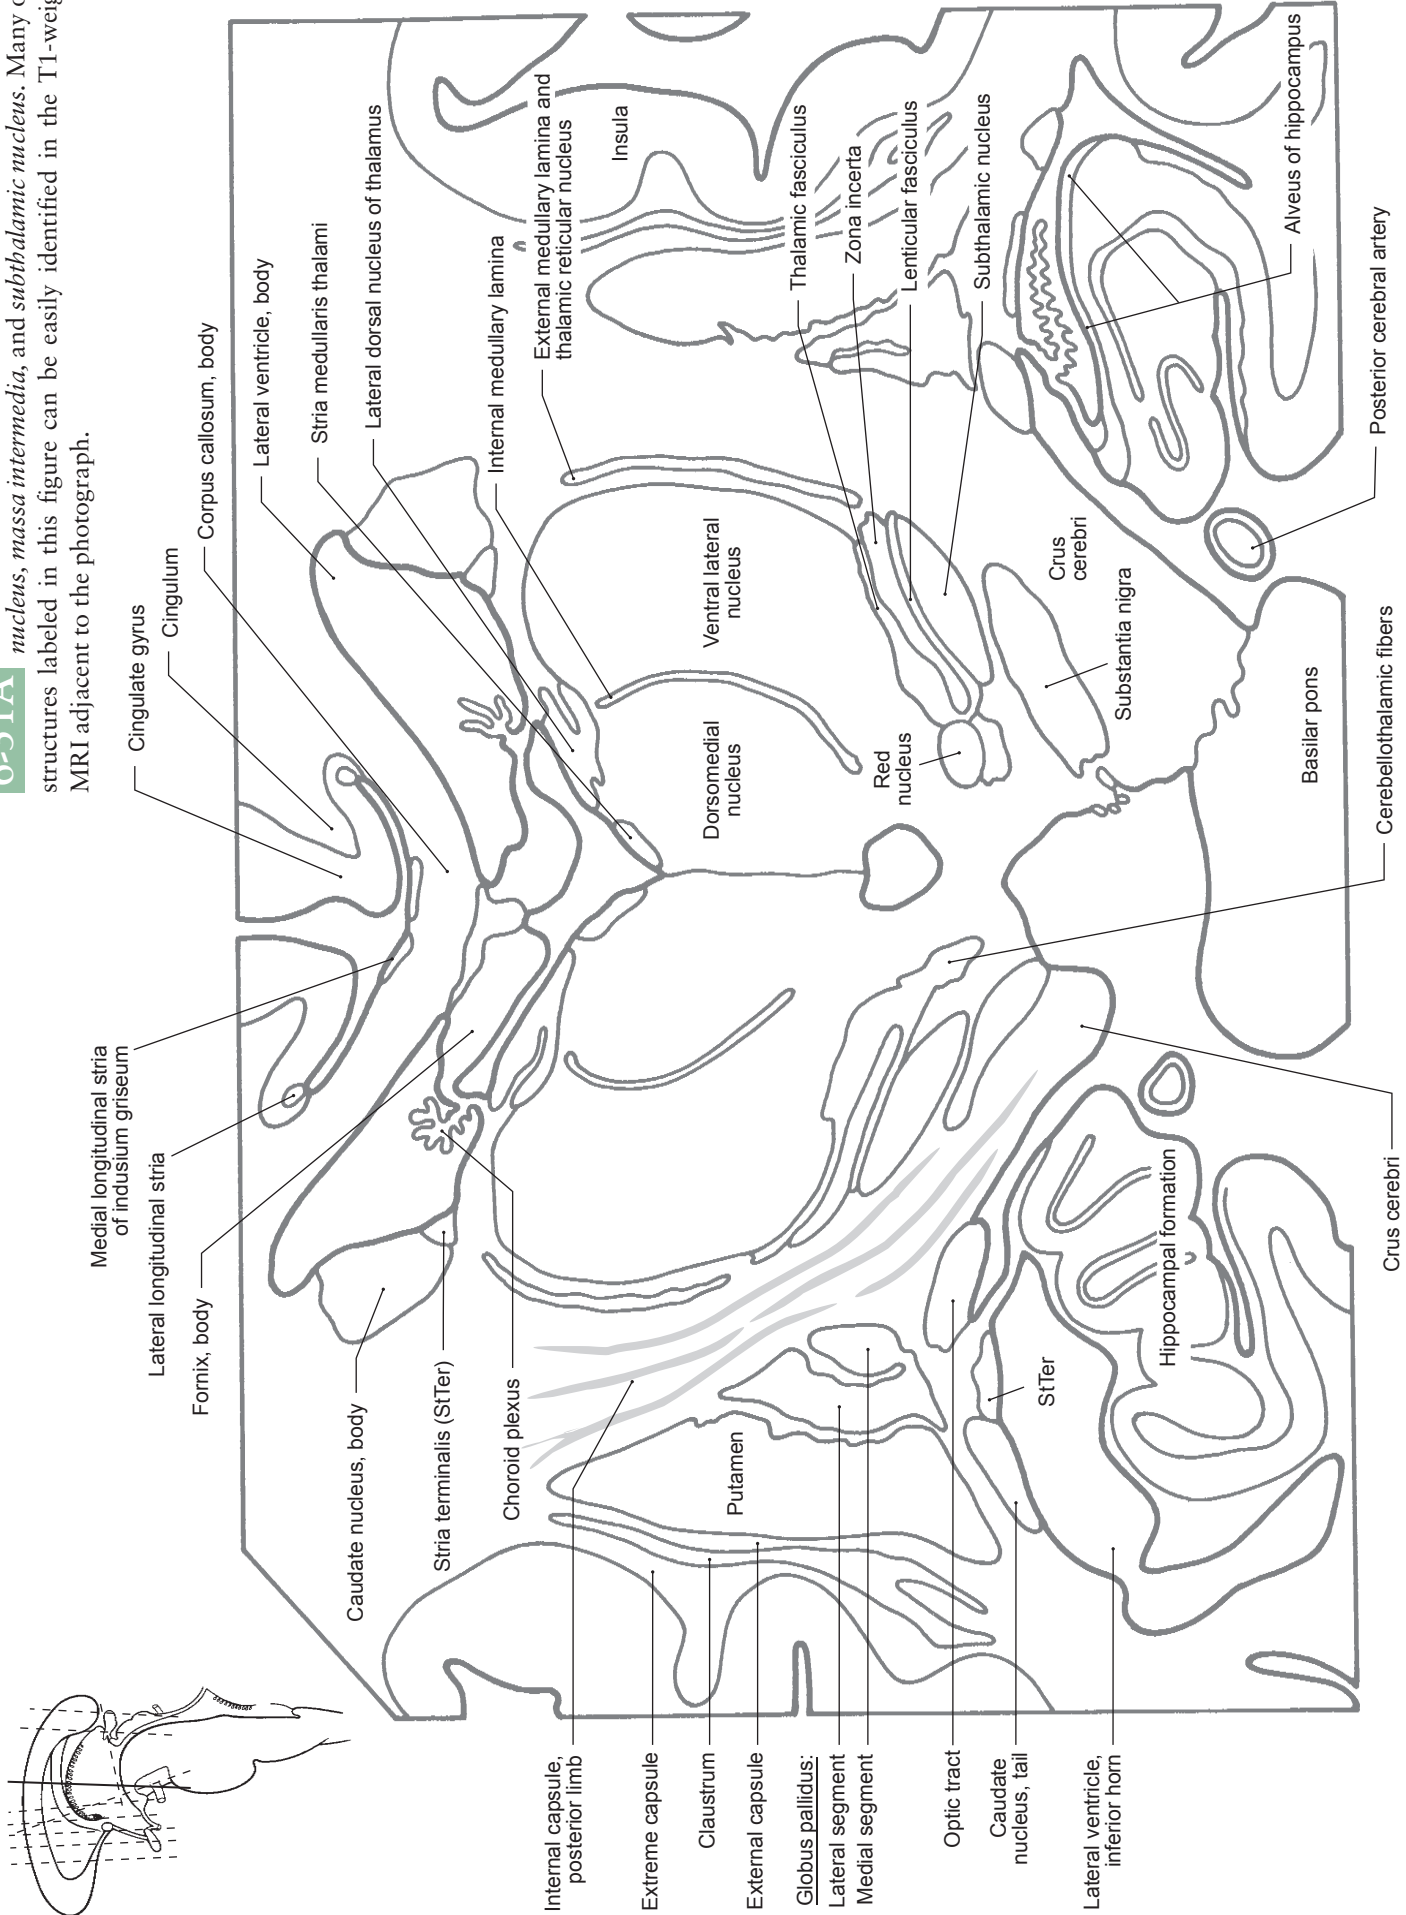 6-31A nucleus, massa intermedia, and subthalamic nucleus. Many o
structures labeled in this figure can be easily identified in the T1-weig
MRI adjacent to the photograph.
Cingulate gyrus
Cingulum
Corpus callosum, body
Lateral ventricle, body
Stria medullaris thalami
Lateral dorsal nucleus of thalamus
Internal medullary lamina
External medullary lamina and
thalamic reticular nucleus
Insula
Thalamic fasciculus
Zona incerta
Lenticular fasciculus
Subthalamic nucleus
Alveus of hippocampus
Posterior cerebral artery
Cerebellothalamic fibers
Crus cerebri
Medial longitudinal stria
of indusium griseum
Lateral longitudinal stria
Fornix, body
Caudate nucleus, body
Stria terminalis (StTer)
Choroid plexus
Internal capsule,
posterior limb
Extreme capsule
Claustrum
External capsule
Globus pallidus:
Lateral segment
Medial segment
Optic tract
Caudate
nucleus, tail
Lateral ventricle,
inferior horn
Putamen
StTer
Hippocampal formation
Dorsomedial
nucleus
Ventral lateral
nucleus
Red
nucleus
Substantia nigra
Crus
cerebri
Basilar pons